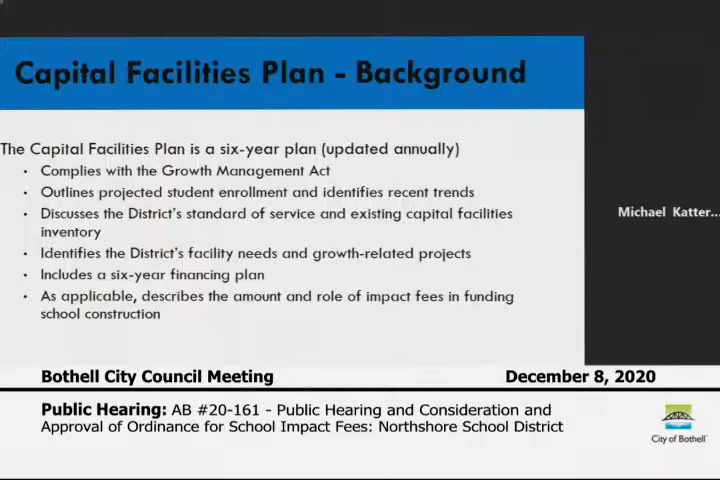 Capital Facilities Plan - Background
The Capital Facilities Plan is a six-year plan (updated annually)
• Complies with the Growth Management Act
• Outlines projected student enrollment and identifies recent trends
• Discusses the District's standard of service and existing capital facilities
inventory
• Identifies the District's facility needs and growth-related projects
• Includes a six-year financing plan
• As applicable, describes the amount and role of impact fees in funding
school construction
Michael Katter...
Bothell City Council Meeting
December 8, 2020
Public Hearing: AB #20-161 - Public Hearing and Consideration and
Approval of Ordinance for School Impact Fees: Northshore School District
City of Bothell